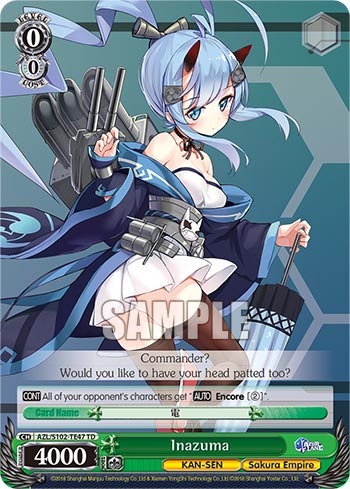 LEVEL
0
0
COST
SAMPLE
Commander?
Would you like to have your head patted too?
CONT All of your opponent's characters get "AUTO Encore [②]".
Card Name 電
CH AZL/S102-TE47 TD
Inazuma
POWER 4000
KAN-SEN Sakura Empire